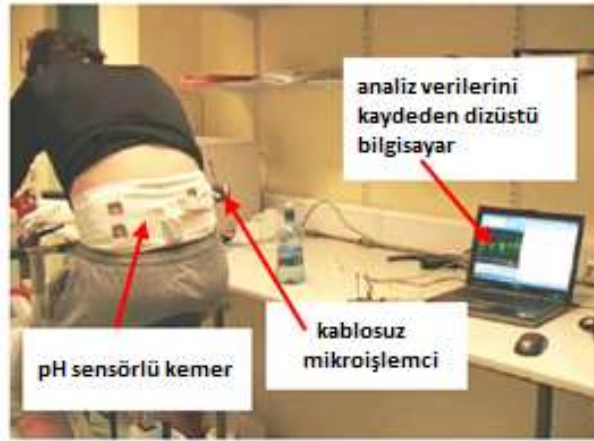 analiz verilerini
kaydeden dizüstü
bilgisayar
kablosuz
mikroişlemci
pH sensörlü kemer